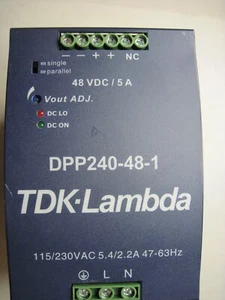 − − + + NC
single
parallel
48 VDC / 5 A
Vout ADJ.
DC LO
DC ON
DPP240-48-1
TDK-Lambda
115/230VAC 5.4/2.2A 47-63Hz
L N